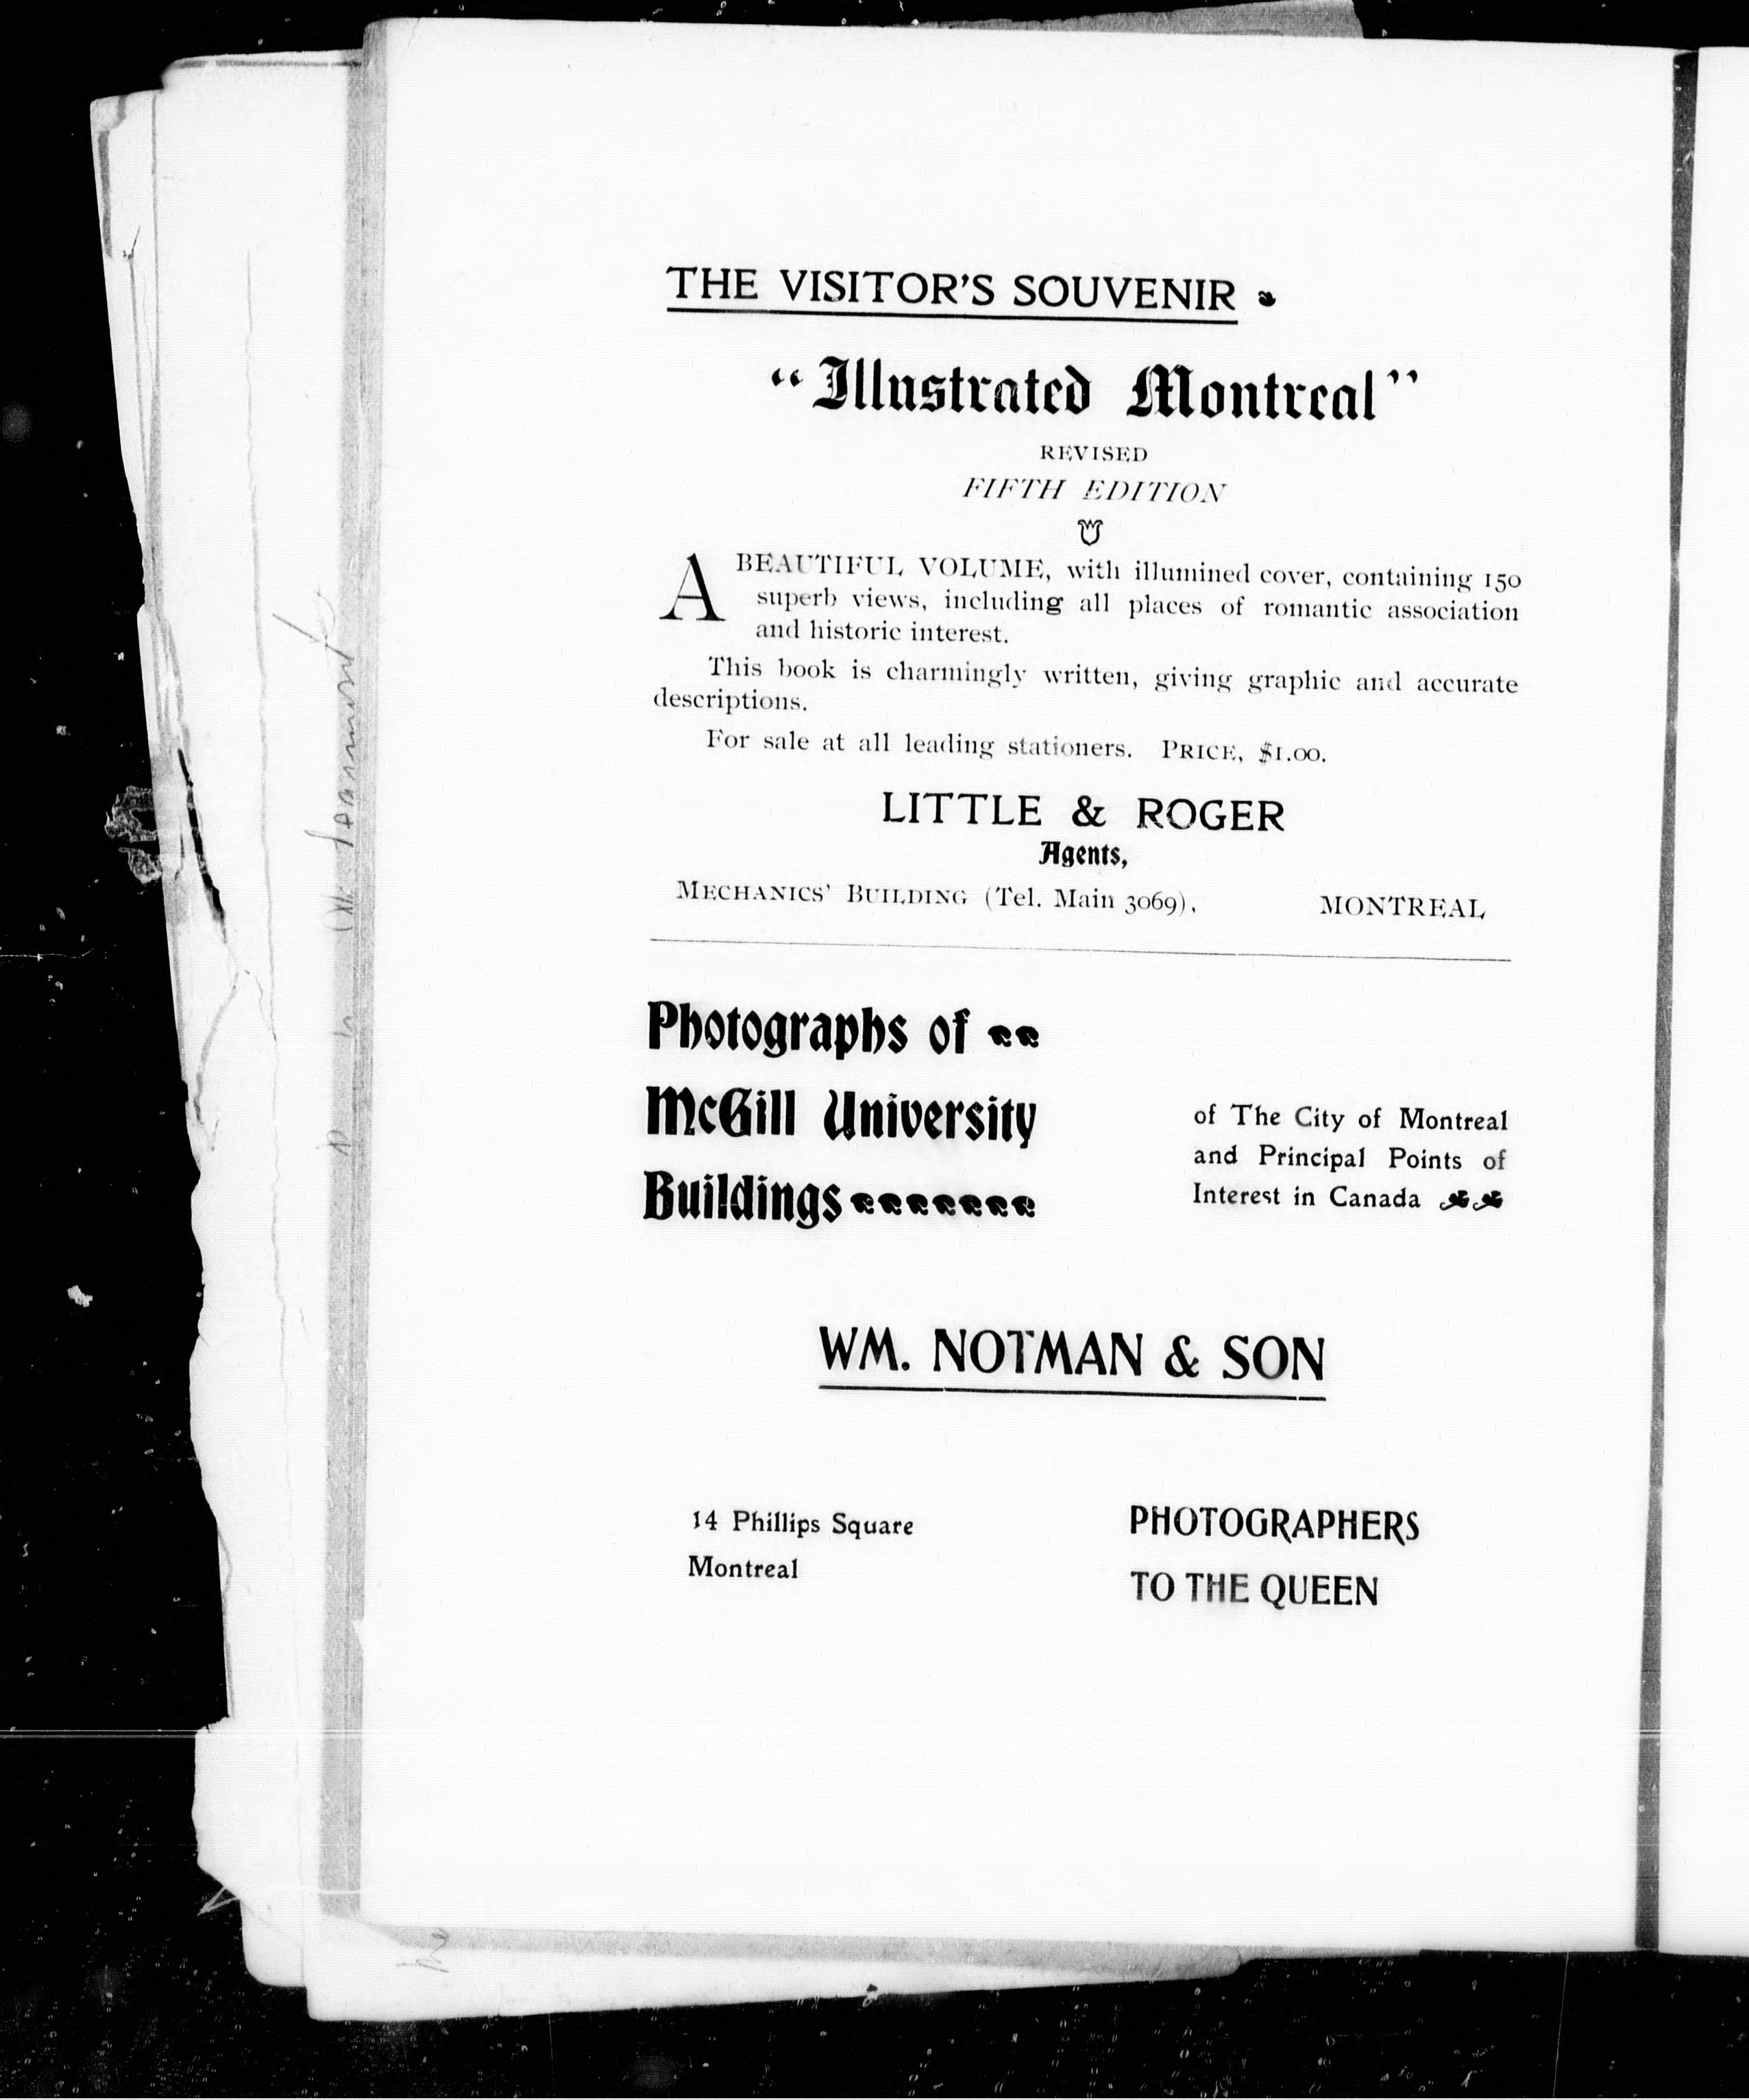 THE VISITOR'S SOUVENIR
"Illustrated Montreal"
REVISED
FIFTH EDITION
A BEAUTIFUL VOLUME, with illumined cover, containing 150
superb views, including all places of romantic association
and historic interest.
This book is charmingly written, giving graphic and accurate
descriptions.
For sale at all leading stationers. PRICE, $1.00.
LITTLE & ROGER
Agents,
MECHANICS' BUILDING (Tel. Main 3069), MONTREAL
Photographs of
McGill University
Buildings
of The City of Montreal
and Principal Points of
Interest in Canada
WM. NOTMAN & SON
14 Phillips Square
Montreal
PHOTOGRAPHERS
TO THE QUEEN